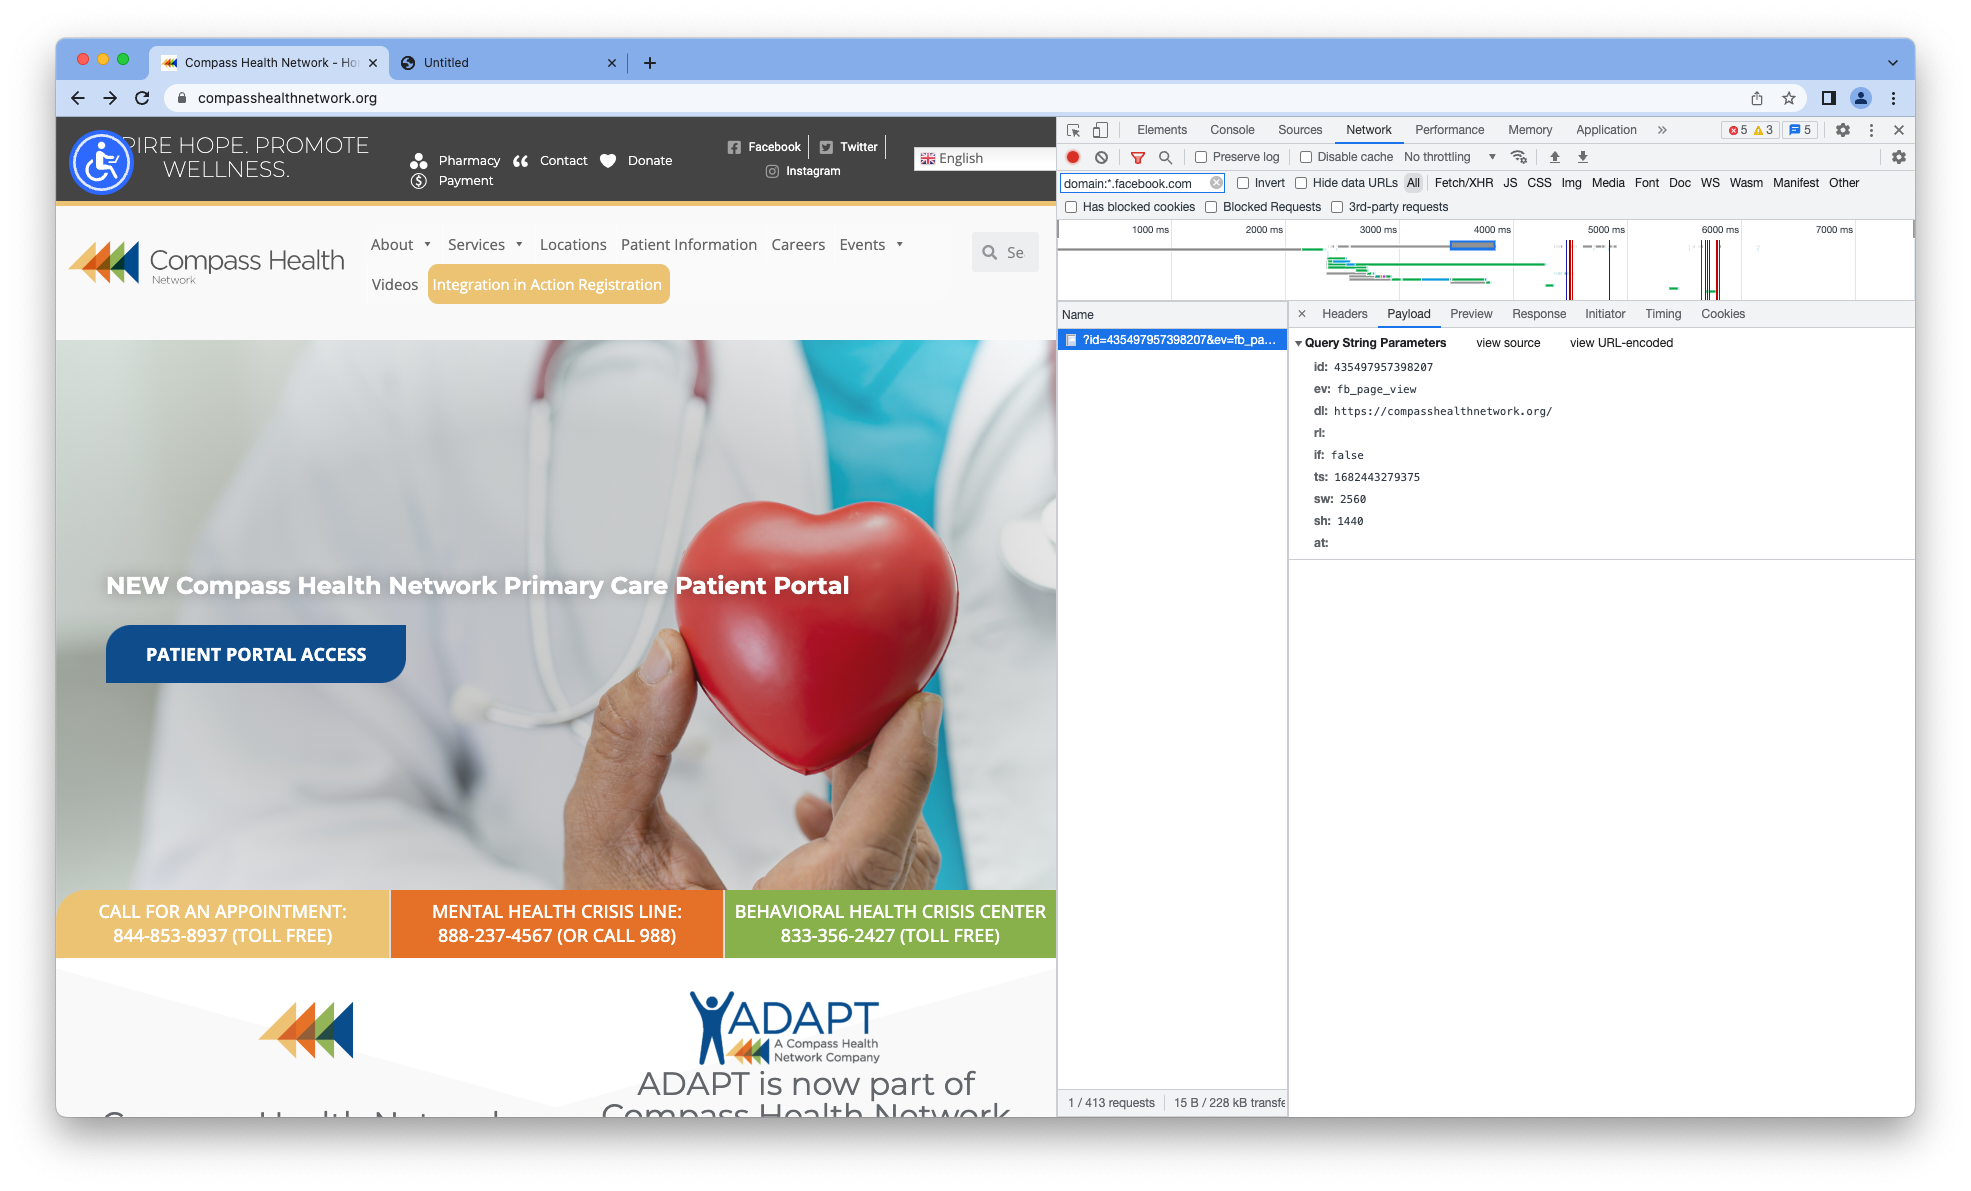 Compass Health Network - Ho
Untitled
compasshealthnetwork.org
PIRE HOPE. PROMOTE
WELLNESS.
Pharmacy
Contact
Donate
Payment
Facebook
Twitter
Instagram
English
Compass Health
Network
About
Services
Locations
Patient Information
Careers
Events
Se
Videos
Integration in Action Registration
NEW Compass Health Network Primary Care Patient Portal
PATIENT PORTAL ACCESS
CALL FOR AN APPOINTMENT:
844-853-8937 (TOLL FREE)
MENTAL HEALTH CRISIS LINE:
888-237-4567 (OR CALL 988)
BEHAVIORAL HEALTH CRISIS CENTER
833-356-2427 (TOLL FREE)
ADAPT
A Compass Health
Network Company
ADAPT is now part of
Compass Health Network
Compass Health Network
Elements Console Sources Network Performance Memory Application » 5 3 5
Preserve log Disable cache No throttling
domain:*.facebook.com Invert Hide data URLs All Fetch/XHR JS CSS Img Media Font Doc WS Wasm Manifest Other
Has blocked cookies Blocked Requests 3rd-party requests
1000 ms 2000 ms 3000 ms 4000 ms 5000 ms 6000 ms 7000 ms
Name
?id=435497957398207&ev=fb_pa...
Headers Payload Preview Response Initiator Timing Cookies
Query String Parameters view source view URL-encoded
id: 435497957398207
ev: fb_page_view
dl: https://compasshealthnetwork.org/
rl:
if: false
ts: 1682443279375
sw: 2560
sh: 1440
at:
1 / 413 requests 15 B / 228 kB transfe